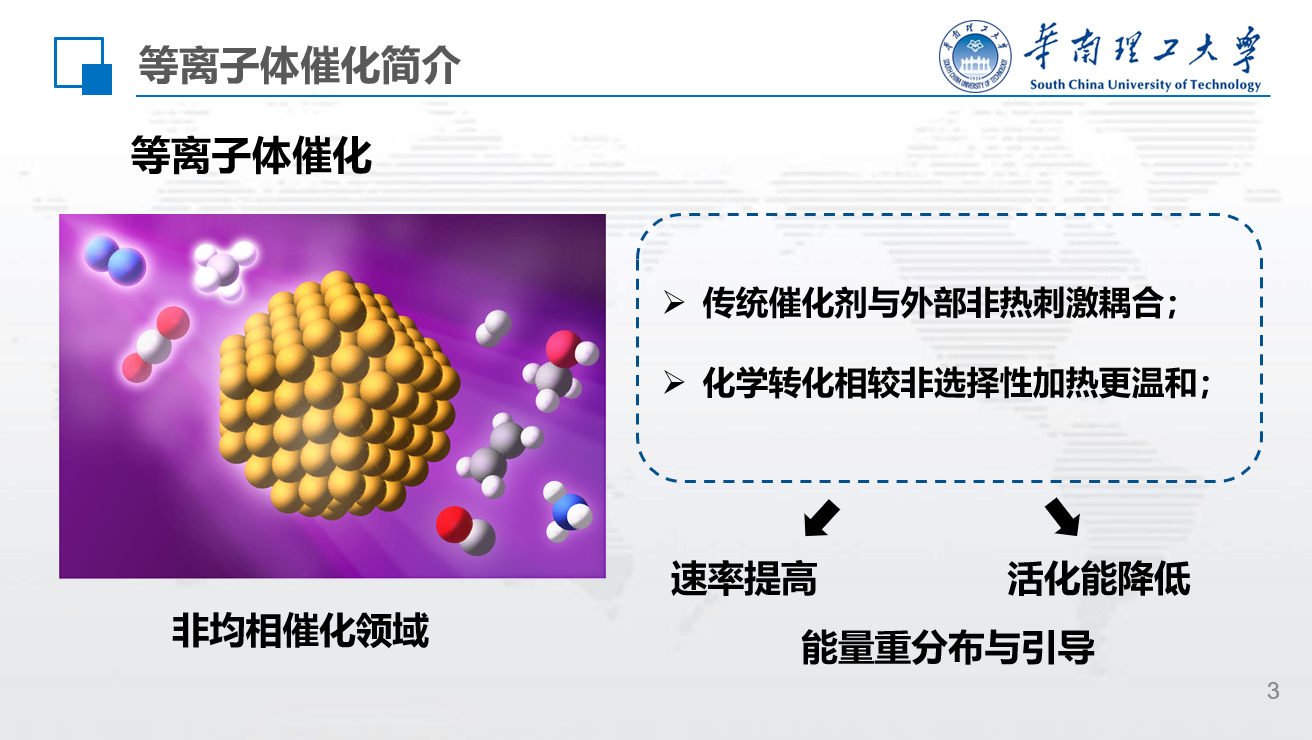 等离子体催化简介
华南理工大学
South China University of Technology
等离子体催化
➢ 传统催化剂与外部非热刺激耦合；
➢ 化学转化相较非选择性加热更温和；
速率提高
活化能降低
非均相催化领域
能量重分布与引导
3